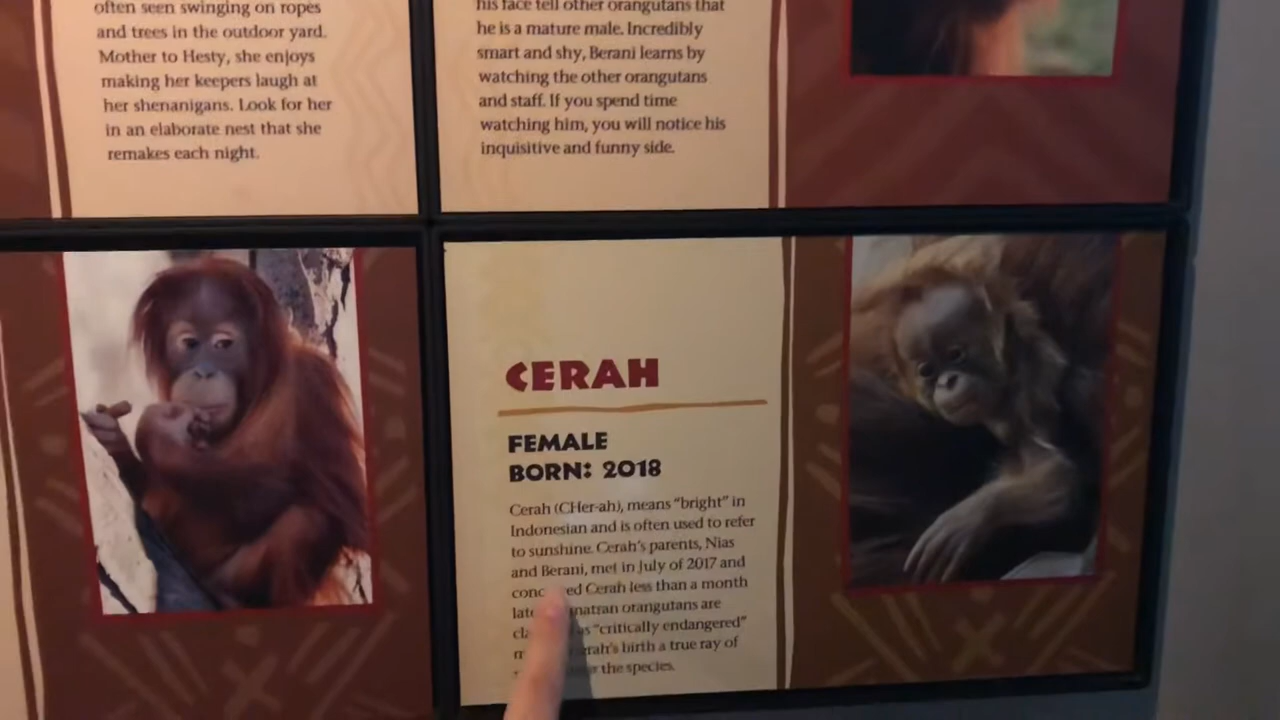 often seen swinging on ropes
and trees in the outdoor yard.
Mother to Hesty, she enjoys
making her keepers laugh at
her shenanigans. Look for her
in an elaborate nest that she
remakes each night.
his face tell other orangutans that
he is a mature male. Incredibly
smart and shy, Berani learns by
watching the other orangutans
and staff. If you spend time
watching him, you will notice his
inquisitive and funny side.
CERAH
FEMALE
BORN: 2018
Cerah (CHer-ah), means "bright" in
Indonesian and is often used to refer
to sunshine. Cerah's parents, Nias
and Berani, met in July of 2017 and
Cerah less than a month
orangutans are
as "critically endangered"
birth a true ray of
the species.